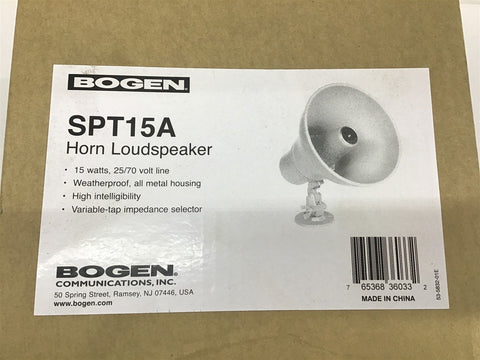 BOGEN
SPT15A
Horn Loudspeaker
• 15 watts, 25/70 volt line
• Weatherproof, all metal housing
• High intelligibility
• Variable-tap impedance selector
BOGEN
COMMUNICATIONS, INC.
50 Spring Street, Ramsey, NJ 07446, USA
www.bogen.com
7 65368 36033 2
MADE IN CHINA
53-5832-01E